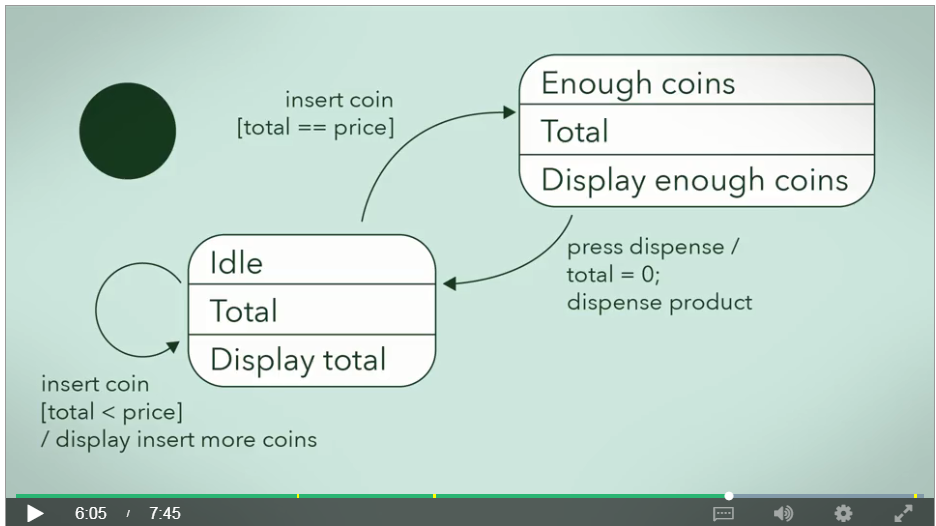 insert coin
[total == price]
Enough coins
Total
Display enough coins
press dispense /
total = 0;
dispense product
Idle
Total
Display total
insert coin
[total < price]
/ display insert more coins
6:05 / 7:45